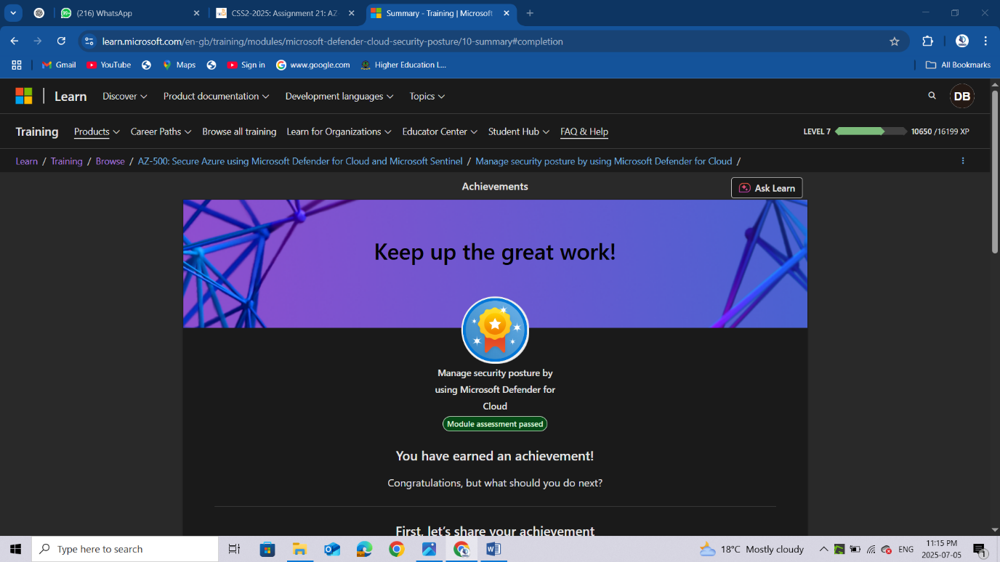 (216) WhatsApp
CSS2-2025: Assignment 21: AZ
Summary - Training | Microsoft
learn.microsoft.com/en-gb/training/modules/microsoft-defender-cloud-security-posture/10-summary#completion
Gmail YouTube Maps Sign in www.google.com Higher Education L... All Bookmarks
Learn Discover Product documentation Development languages Topics DB
Training Products Career Paths Browse all training Learn for Organizations Educator Center Student Hub FAQ & Help LEVEL 7 10650 /16199 XP
Learn / Training / Browse / AZ-500: Secure Azure using Microsoft Defender for Cloud and Microsoft Sentinel / Manage security posture by using Microsoft Defender for Cloud /
Achievements
Ask Learn
Keep up the great work!
Manage security posture by
using Microsoft Defender for
Cloud
Module assessment passed
You have earned an achievement!
Congratulations, but what should you do next?
First, let's share your achievement
Type here to search
18°C Mostly cloudy
ENG
11:15 PM
2025-07-05
1